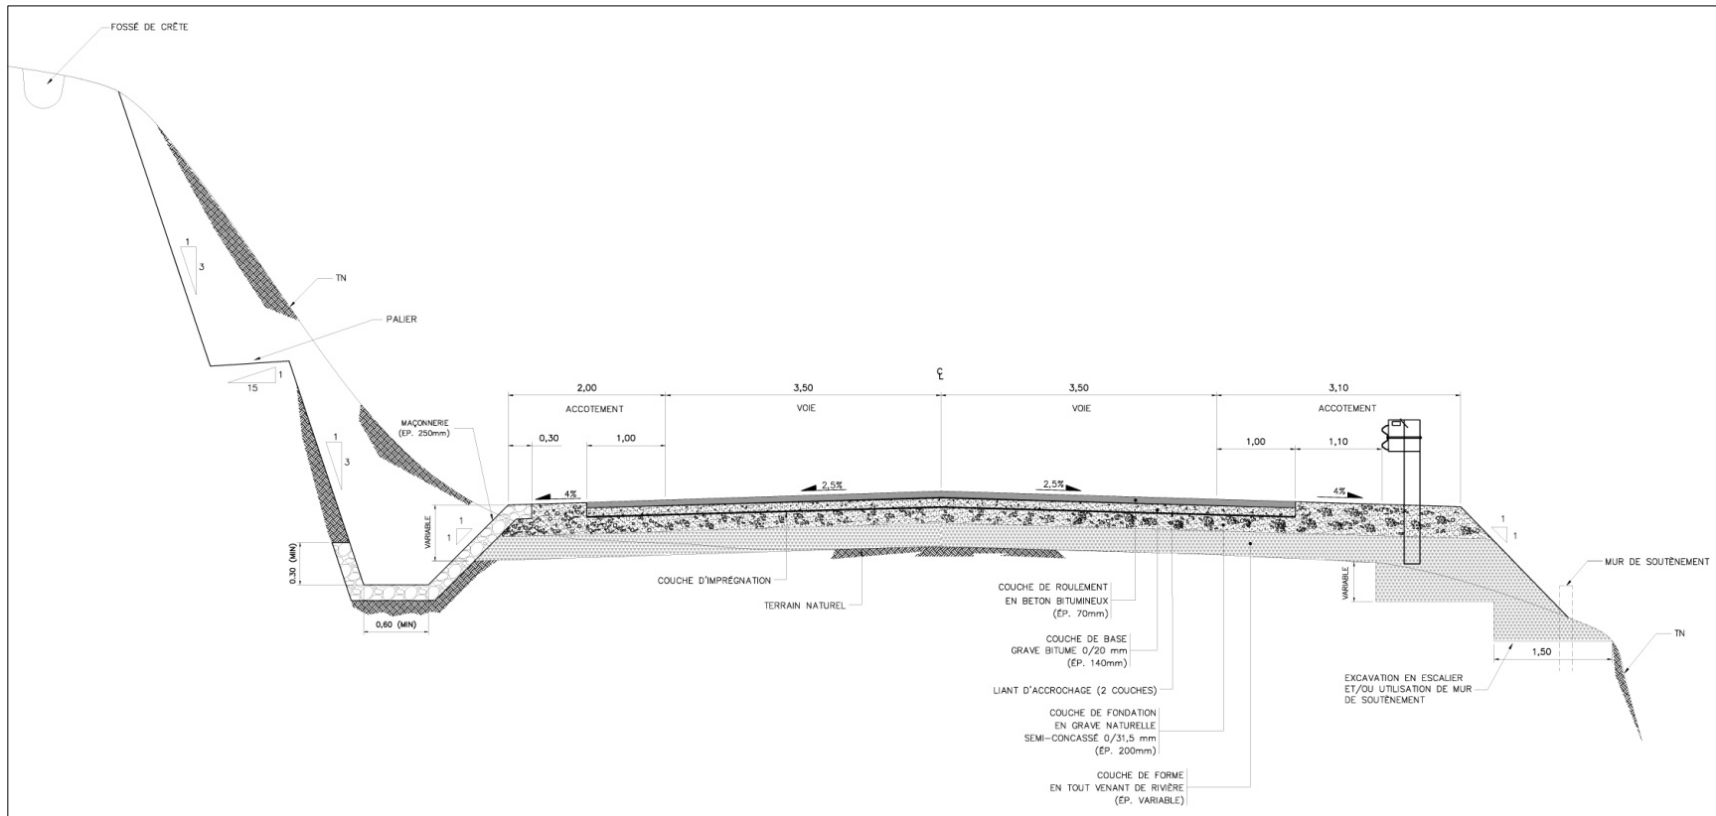 FOSSÉ DE CRÊTE
1
3
TN
PALIER
15
1
1
3
MAÇONNERIE
(EP. 250mm)
2,00
3,50
3,50
3,10
ACCOTEMENT
VOIE
VOIE
ACCOTEMENT
0,30
1,00
1,00
1,10
4%
2,5%
2,5%
4%
VARIABLE
1
1
1
1
0.30 (MIN)
0,60 (MIN)
COUCHE D'IMPRÉGNATION
TERRAIN NATUREL
COUCHE DE ROULEMENT
EN BETON BITUMINEUX
(ÉP. 70mm)
COUCHE DE BASE
GRAVE BITUME 0/20 mm
(ÉP. 140mm)
LIANT D'ACCROCHAGE (2 COUCHES)
COUCHE DE FONDATION
EN GRAVE NATURELLE
SEMI-CONCASSÉ 0/31,5 mm
(ÉP. 200mm)
COUCHE DE FORME
EN TOUT VENANT DE RIVIÈRE
(ÉP. VARIABLE)
VARIABLE
MUR DE SOUTÈNEMENT
TN
1,50
EXCAVATION EN ESCALIER
ET/OU UTILISATION DE MUR
DE SOUTÈNEMENT